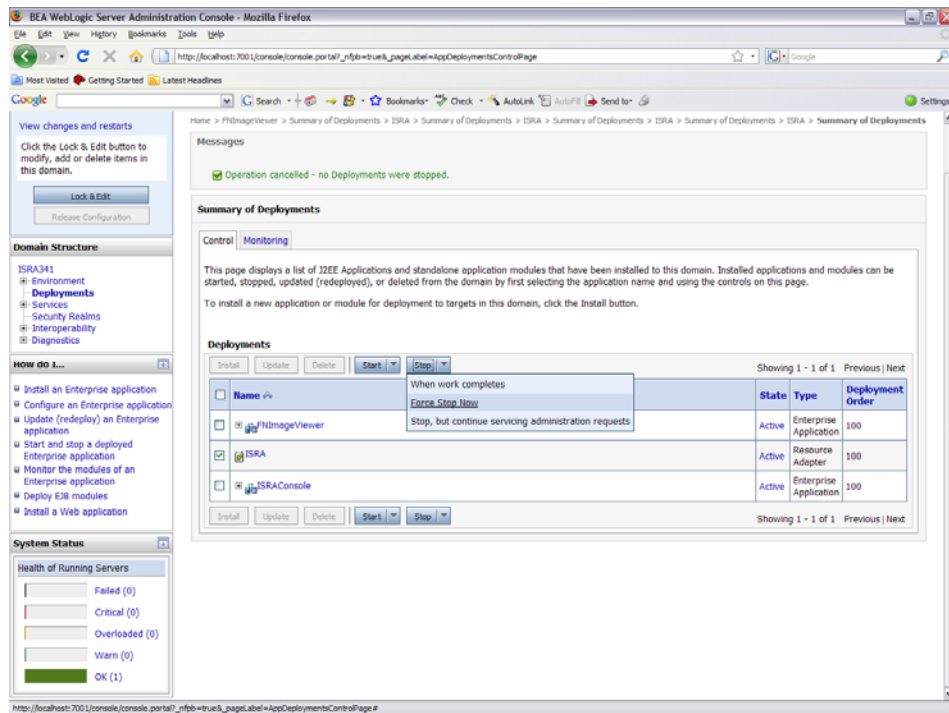 BEA WebLogic Server Administration Console - Mozilla Firefox
File Edit View History Bookmarks Tools Help
http://localhost:7001/console/console.portal?_nfpb=true&_pageLabel=AppDeploymentsControlPage
Google
Most Visited Getting Started Latest Headlines
Google Search Bookmarks Check AutoLink AutoFill Send to Settings
Home > FNImageViewer > Summary of Deployments > ISRA > Summary of Deployments > ISRA > Summary of Deployments > ISRA > Summary of Deployments > ISRA > Summary of Deployments
View changes and restarts
Click the Lock & Edit button to
modify, add or delete items in
this domain.
Lock & Edit
Release Configuration
Domain Structure
ISRA341
Environment
Deployments
Services
Security Realms
Interoperability
Diagnostics
How do I...
Install an Enterprise application
Configure an Enterprise application
Update (redeploy) an Enterprise
application
Start and stop a deployed
Enterprise application
Monitor the modules of an
Enterprise application
Deploy EJB modules
Install a Web application
System Status
Health of Running Servers
Failed (0)
Critical (0)
Overloaded (0)
Warn (0)
OK (1)
Messages
Operation cancelled - no Deployments were stopped.
Summary of Deployments
Control Monitoring
This page displays a list of J2EE Applications and standalone application modules that have been installed to this domain. Installed applications and modules can be
started, stopped, updated (redeployed), or deleted from the domain by first selecting the application name and using the controls on this page.
To install a new application or module for deployment to targets in this domain, click the Install button.
Deployments
Install Update Delete Start Stop Showing 1 - 1 of 1 Previous | Next
When work completes
Force Stop Now
Stop, but continue servicing administration requests
Name State Type Deployment Order
FNImageViewer Active Enterprise Application 100
ISRA Active Resource Adapter 100
ISRAConsole Active Enterprise Application 100
Install Update Delete Start Stop Showing 1 - 1 of 1 Previous | Next
http://localhost:7001/console/console.portal?_nfpb=true&_pageLabel=AppDeploymentsControlPage#